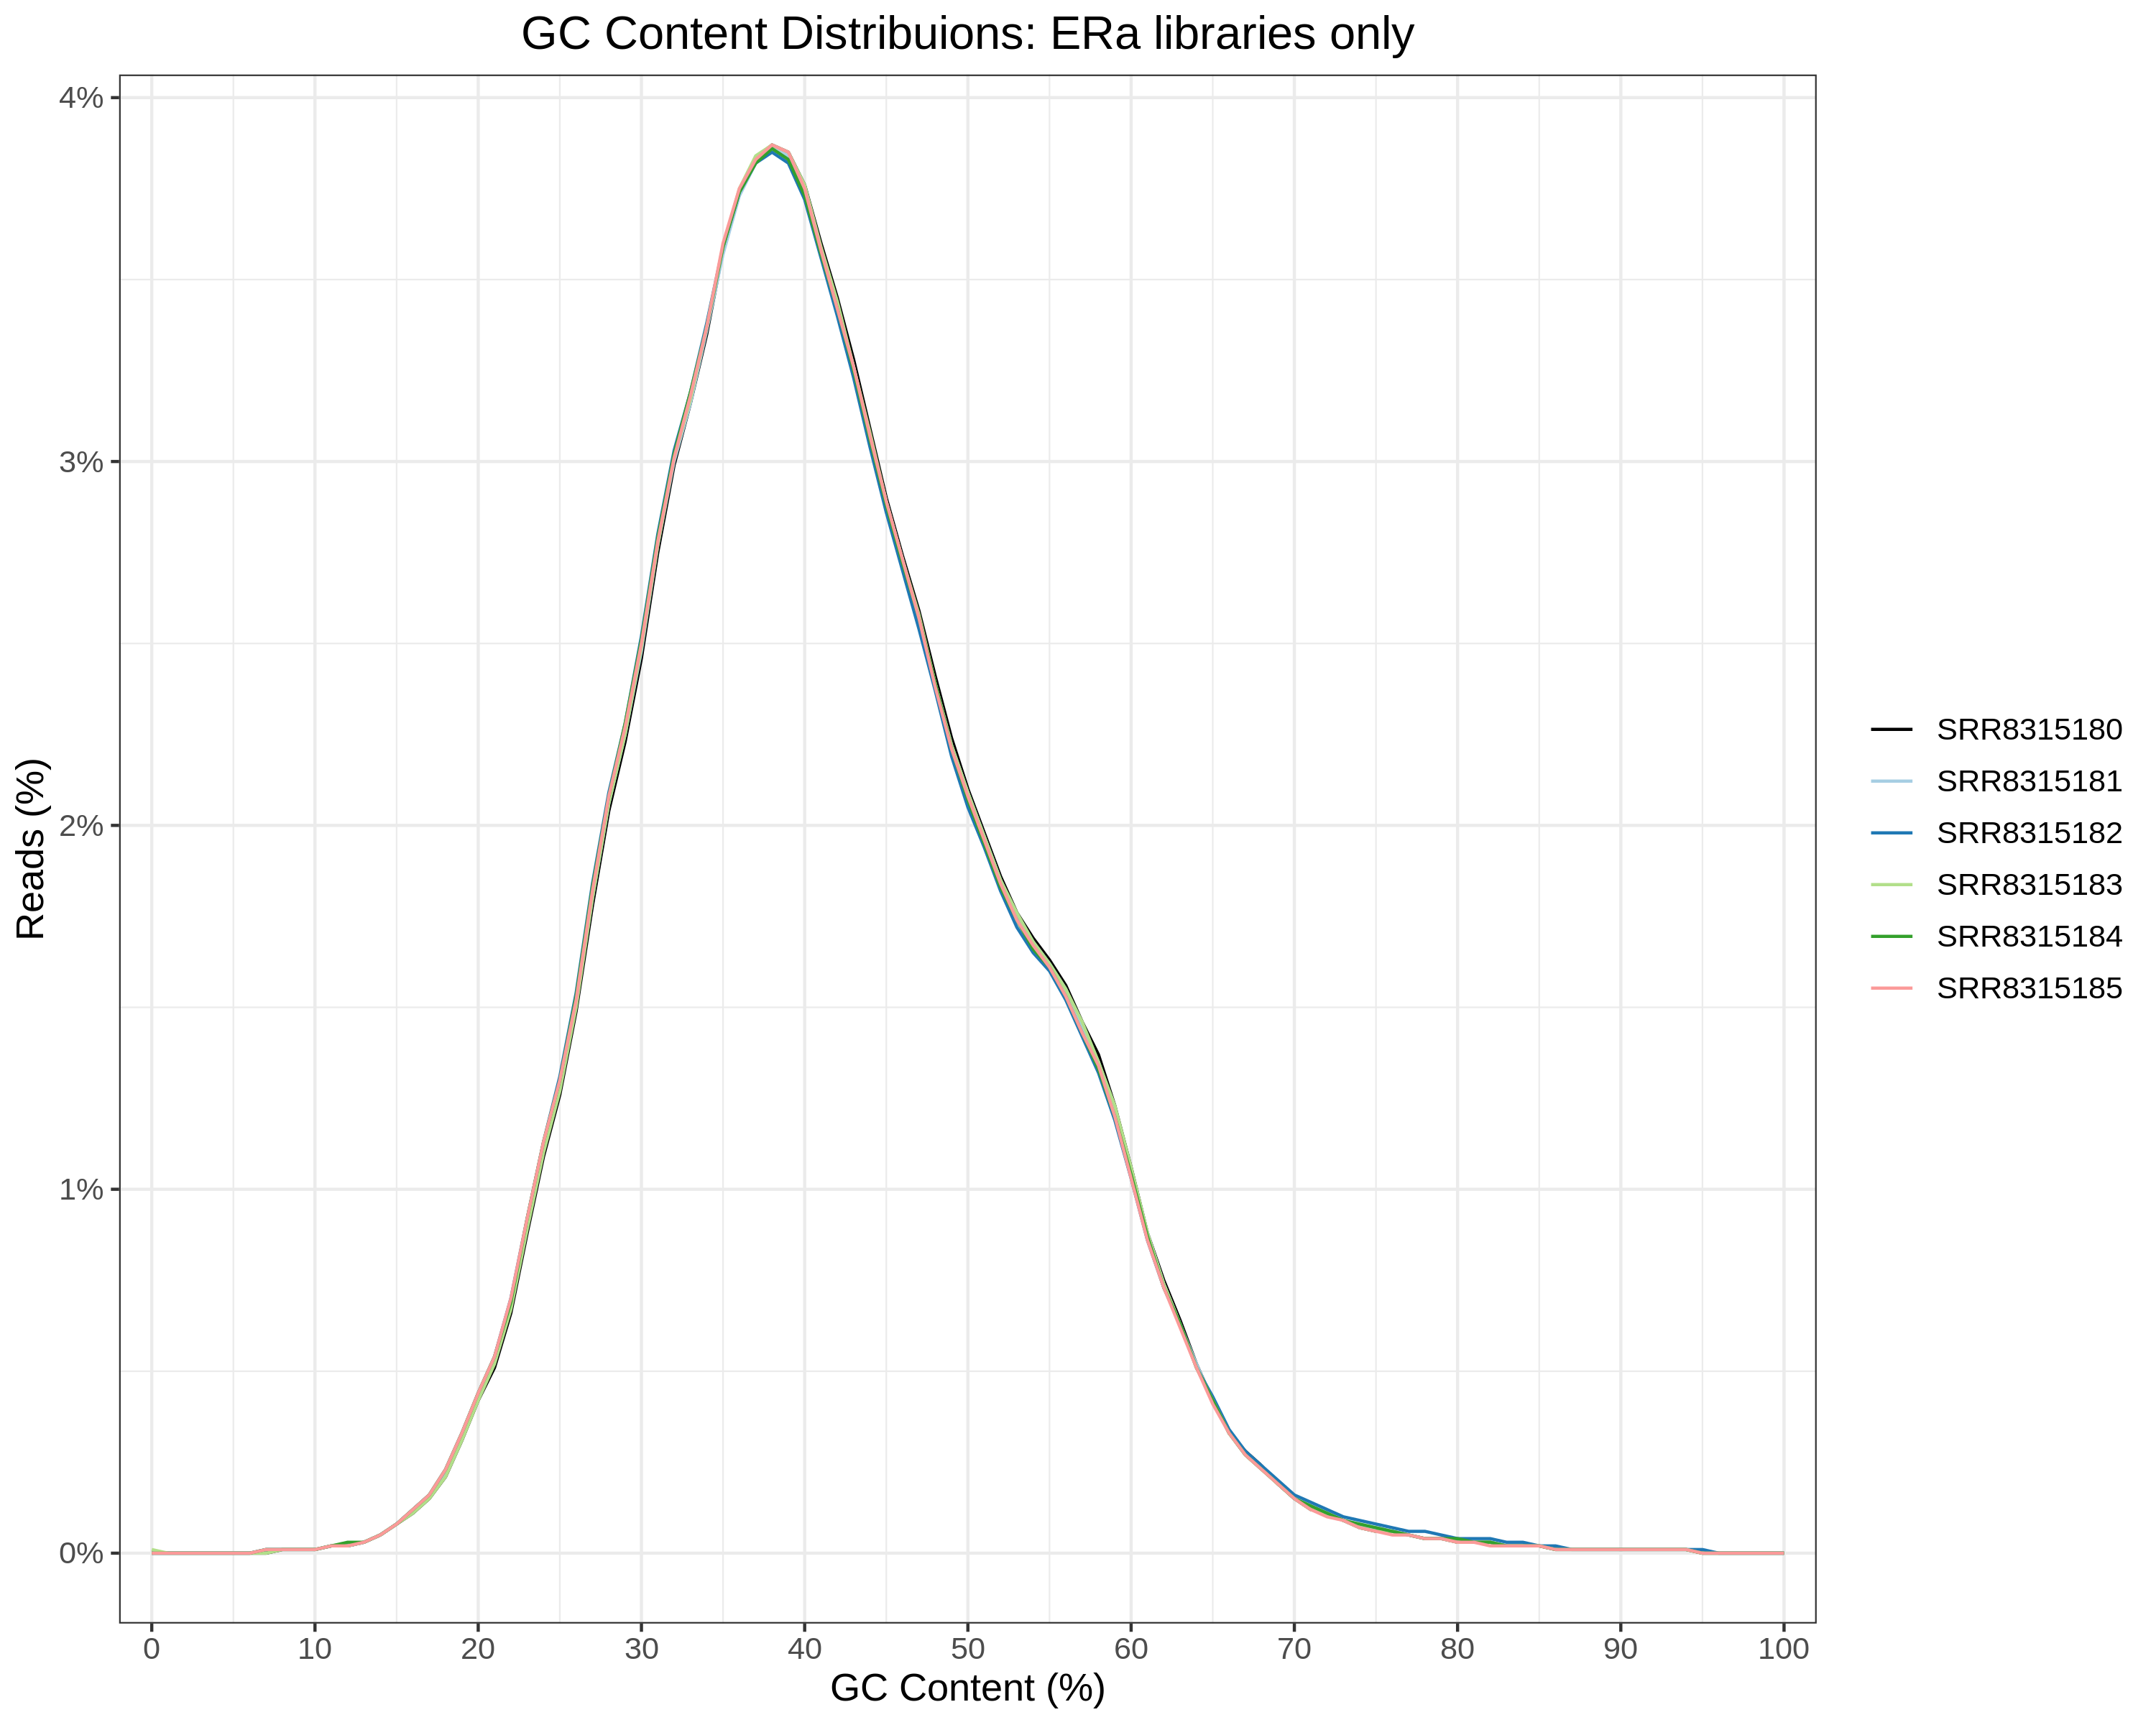 GC Content Distribuions: ERa libraries only
4%
3%
2%
1%
0%
Reads (%)
0 10 20 30 40 50 60 70 80 90 100
GC Content (%)
SRR8315180
SRR8315181
SRR8315182
SRR8315183
SRR8315184
SRR8315185